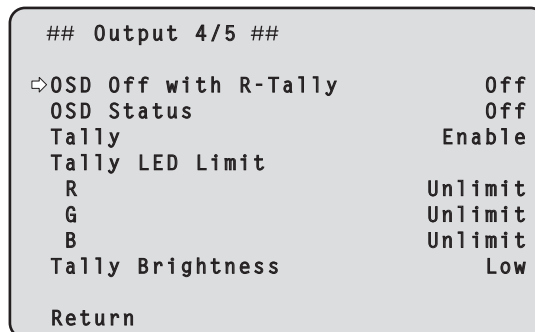 ## Output 4/5 ##
⇨OSD Off with R-Tally Off
OSD Status Off
Tally Enable
Tally LED Limit
R Unlimit
G Unlimit
B Unlimit
Tally Brightness Low
Return